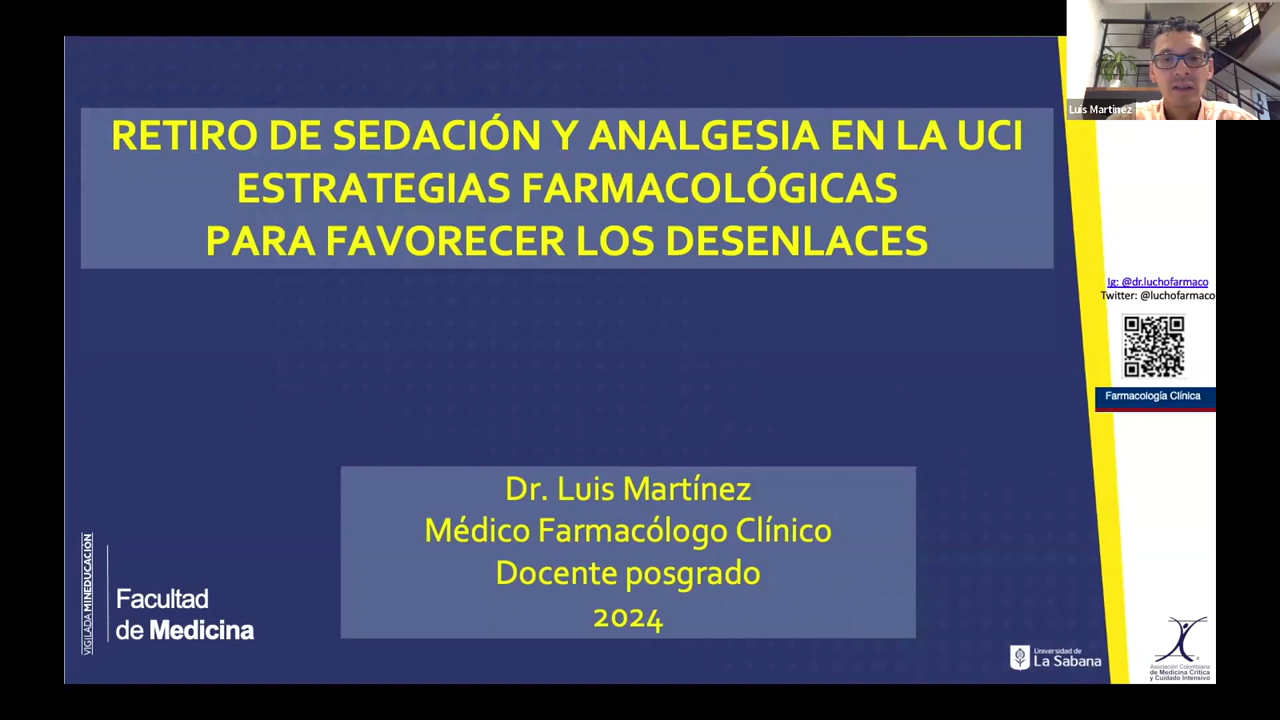 RETIRO DE SEDACIÓN Y ANALGESIA EN LA UCI
ESTRATEGIAS FARMACOLÓGICAS
PARA FAVORECER LOS DESENLACES
Luis Martínez
Ig: @dr.luchofarmaco
Twitter: @luchofarmaco
Farmacología Clínica
Dr. Luis Martínez
Médico Farmacólogo Clínico
Docente posgrado
2024
VIGILADA MINEDUCACIÓN
Facultad
de Medicina
Universidad de
La Sabana
Asociación Colombiana
de Medicina Crítica
y Cuidado Intensivo